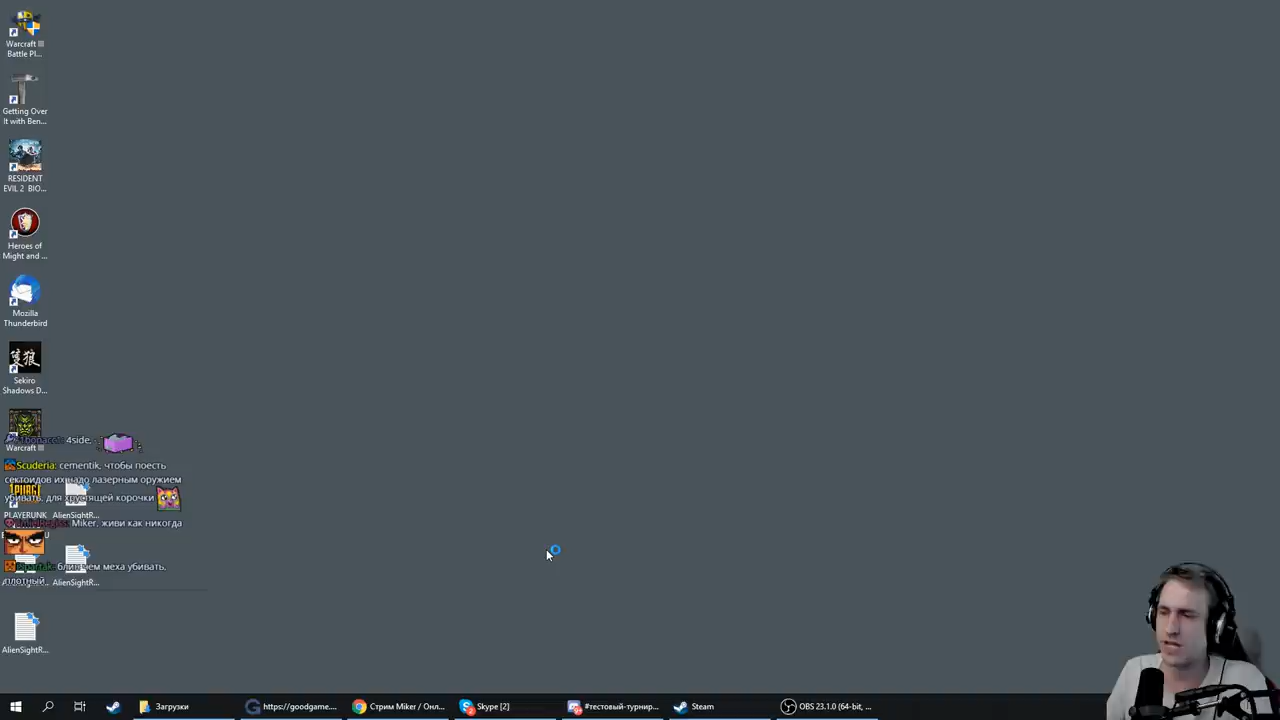 Warcraft III
Battle Pl...
Getting Over
It with Ben...
RESIDENT
EVIL 2 BIO...
Heroes of
Might and ...
Mozilla
Thunderbird
Sekiro
Shadows D...
Warcraft III
4side.
Scuderia: cementik, чтобы поесть
сектоидов их надо лазерным оружием
убивать, для хрустящей корочки
PLAYERUNK
AlienSightR...
Miker, живи как никогда
блин чем меха убивать,
плотный
AlienSightR...
AlienSightR...
Загрузки
https://goodgame....
Стрим Miker / Онл...
Skype [2]
#тестовый-турнир...
Steam
OBS 23.1.0 (64-bit, ...